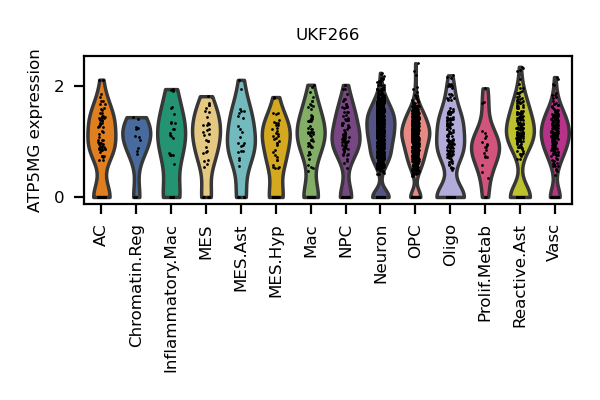 UKF266
ATP5MG expression
2
0
AC
Chromatin.Reg
Inflammatory.Mac
MES
MES.Ast
MES.Hyp
Mac
NPC
Neuron
OPC
Oligo
Prolif.Metab
Reactive.Ast
Vasc